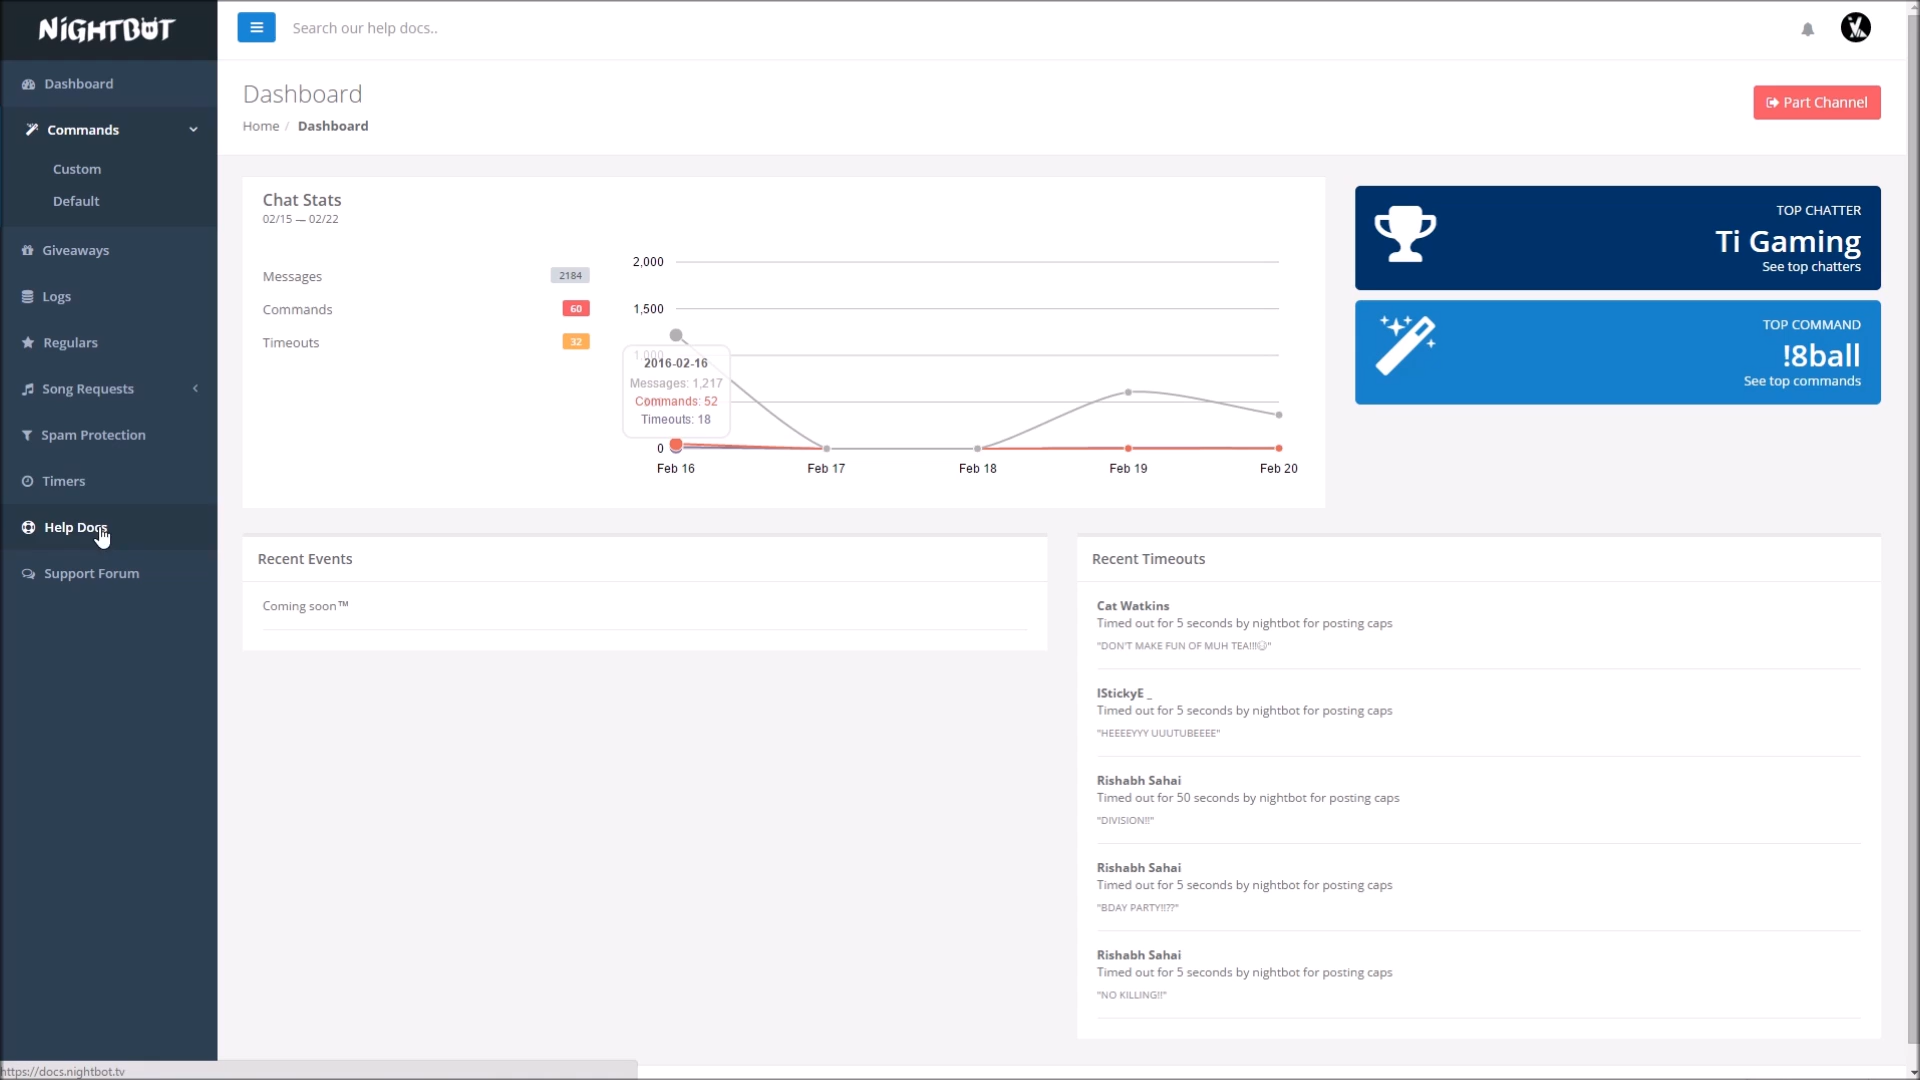 NiGHTBOT
Search our help docs..
Dashboard
Commands
Custom
Default
Giveaways
Logs
Regulars
Song Requests
Spam Protection
Timers
Help Docs
Support Forum
Dashboard
Home / Dashboard
Part Channel
Chat Stats
02/15 — 02/22
Messages 2184
Commands 60
Timeouts 32
2,000
1,500
1,000
0
2016-02-16
Messages: 1,217
Commands: 52
Timeouts: 18
Feb 16 Feb 17 Feb 18 Feb 19 Feb 20
TOP CHATTER
Ti Gaming
See top chatters
TOP COMMAND
!8ball
See top commands
Recent Events
Coming soon™
Recent Timeouts
Cat Watkins
Timed out for 5 seconds by nightbot for posting caps
"DON'T MAKE FUN OF MUH TEA!!!😊"
IStickyE _
Timed out for 5 seconds by nightbot for posting caps
"HEEEEYYY UUUTUBEEEE"
Rishabh Sahai
Timed out for 50 seconds by nightbot for posting caps
"DIVISION!!"
Rishabh Sahai
Timed out for 5 seconds by nightbot for posting caps
"BDAY PARTY!!??"
Rishabh Sahai
Timed out for 5 seconds by nightbot for posting caps
"NO KILLING!!"
https://docs.nightbot.tv